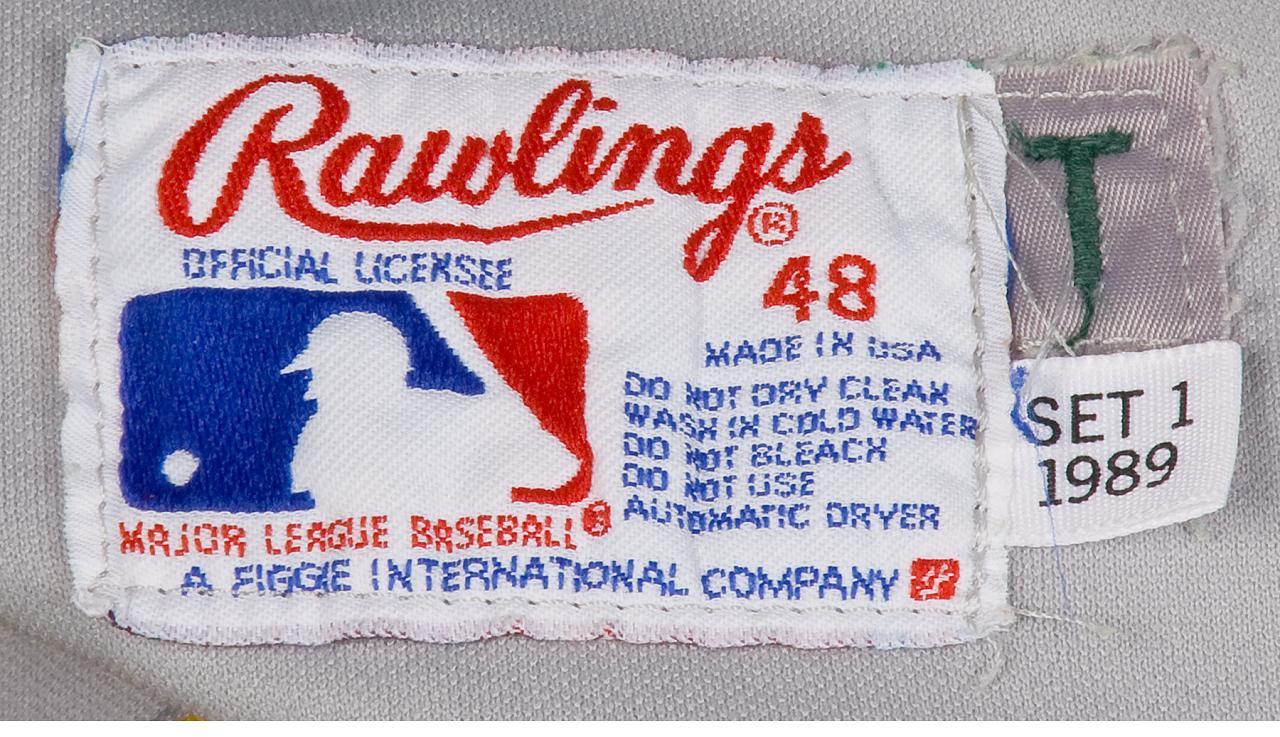 Rawlings®
OFFICIAL LICENSEE
48
MADE IN USA
DO NOT DRY CLEAN
WASH IN COLD WATER
DO NOT BLEACH
DO NOT USE
AUTOMATIC DRYER
MAJOR LEAGUE BASEBALL®
A FIGGIE INTERNATIONAL COMPANY
T
SET 1
1989